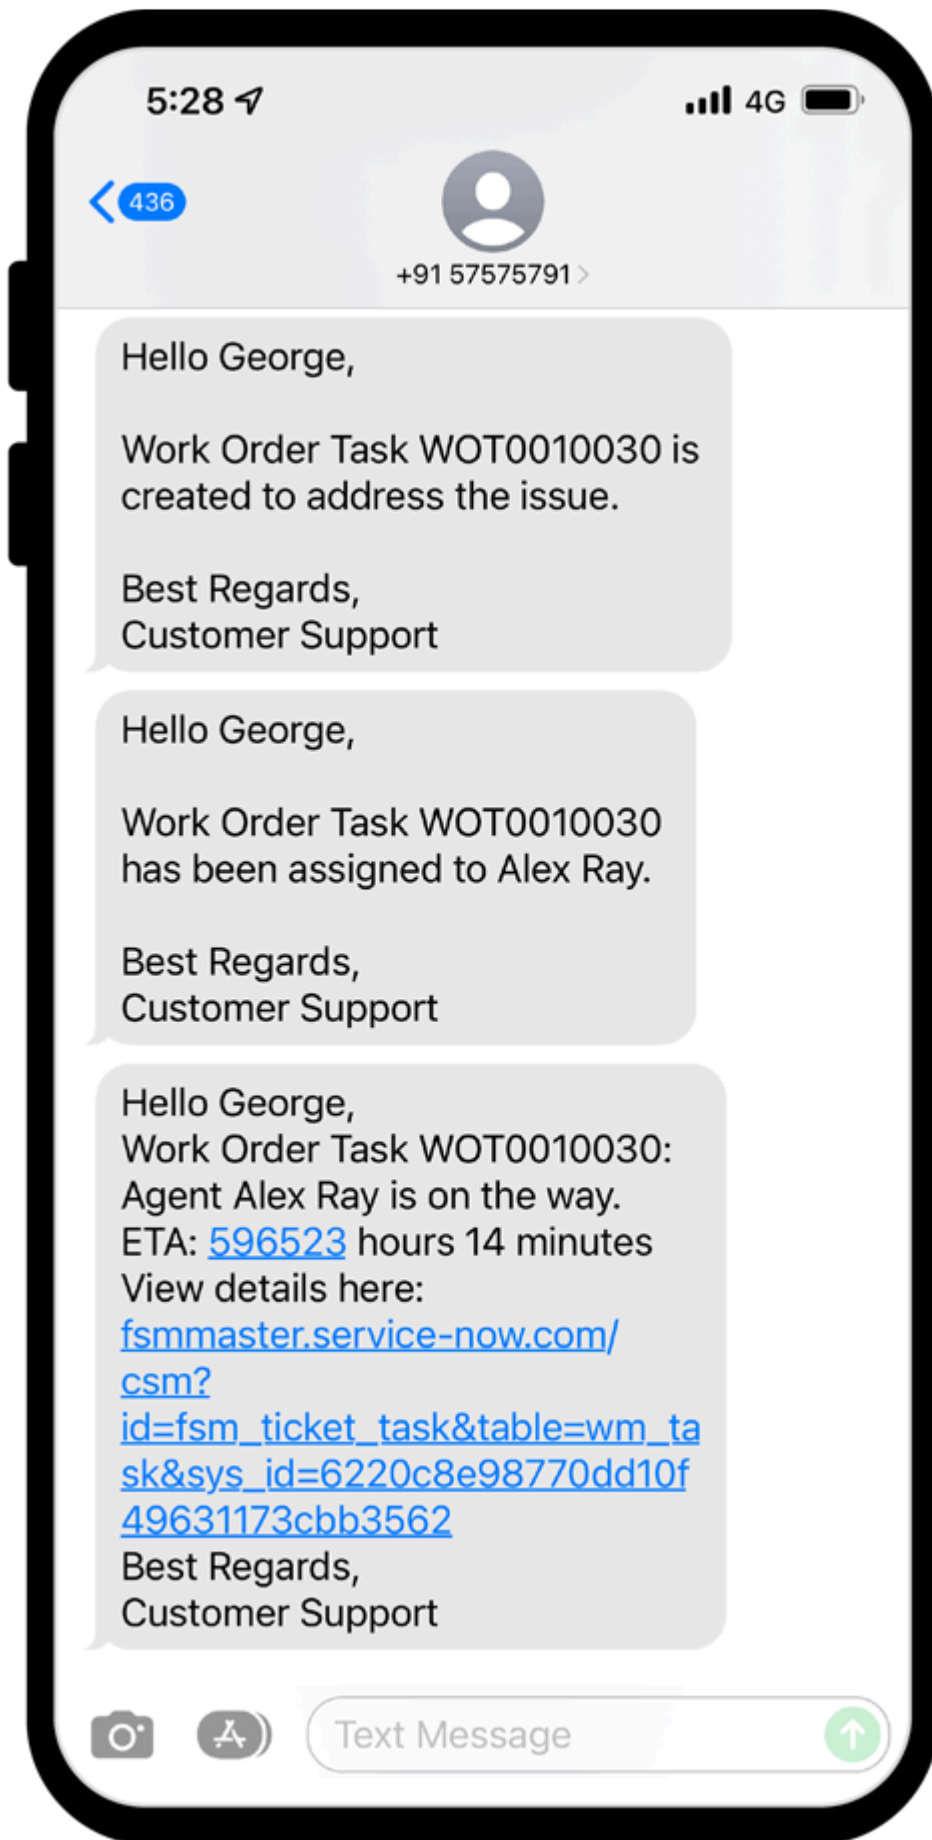 5:28
4G
436
+91 57575791
Hello George,
Work Order Task WOT0010030 is
created to address the issue.
Best Regards,
Customer Support
Hello George,
Work Order Task WOT0010030
has been assigned to Alex Ray.
Best Regards,
Customer Support
Hello George,
Work Order Task WOT0010030:
Agent Alex Ray is on the way.
ETA: 596523 hours 14 minutes
View details here:
fsmmaster.service-now.com/
csm?
id=fsm_ticket_task&table=wm_ta
sk&sys_id=6220c8e98770dd10f
49631173cbb3562
Best Regards,
Customer Support
Text Message